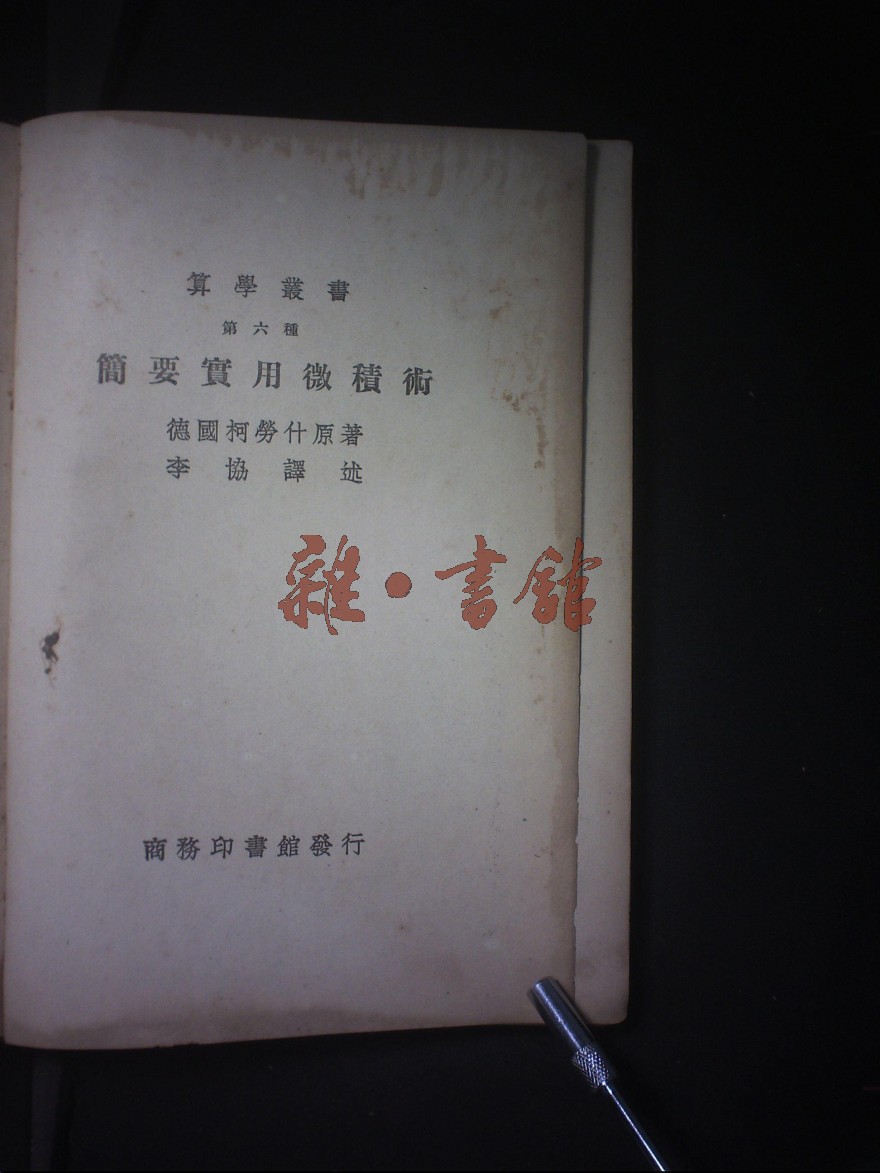 算學叢書
第六種
簡要實用微積術
德國柯勞什原著
李協譯述
雜·書館
商務印書館發行